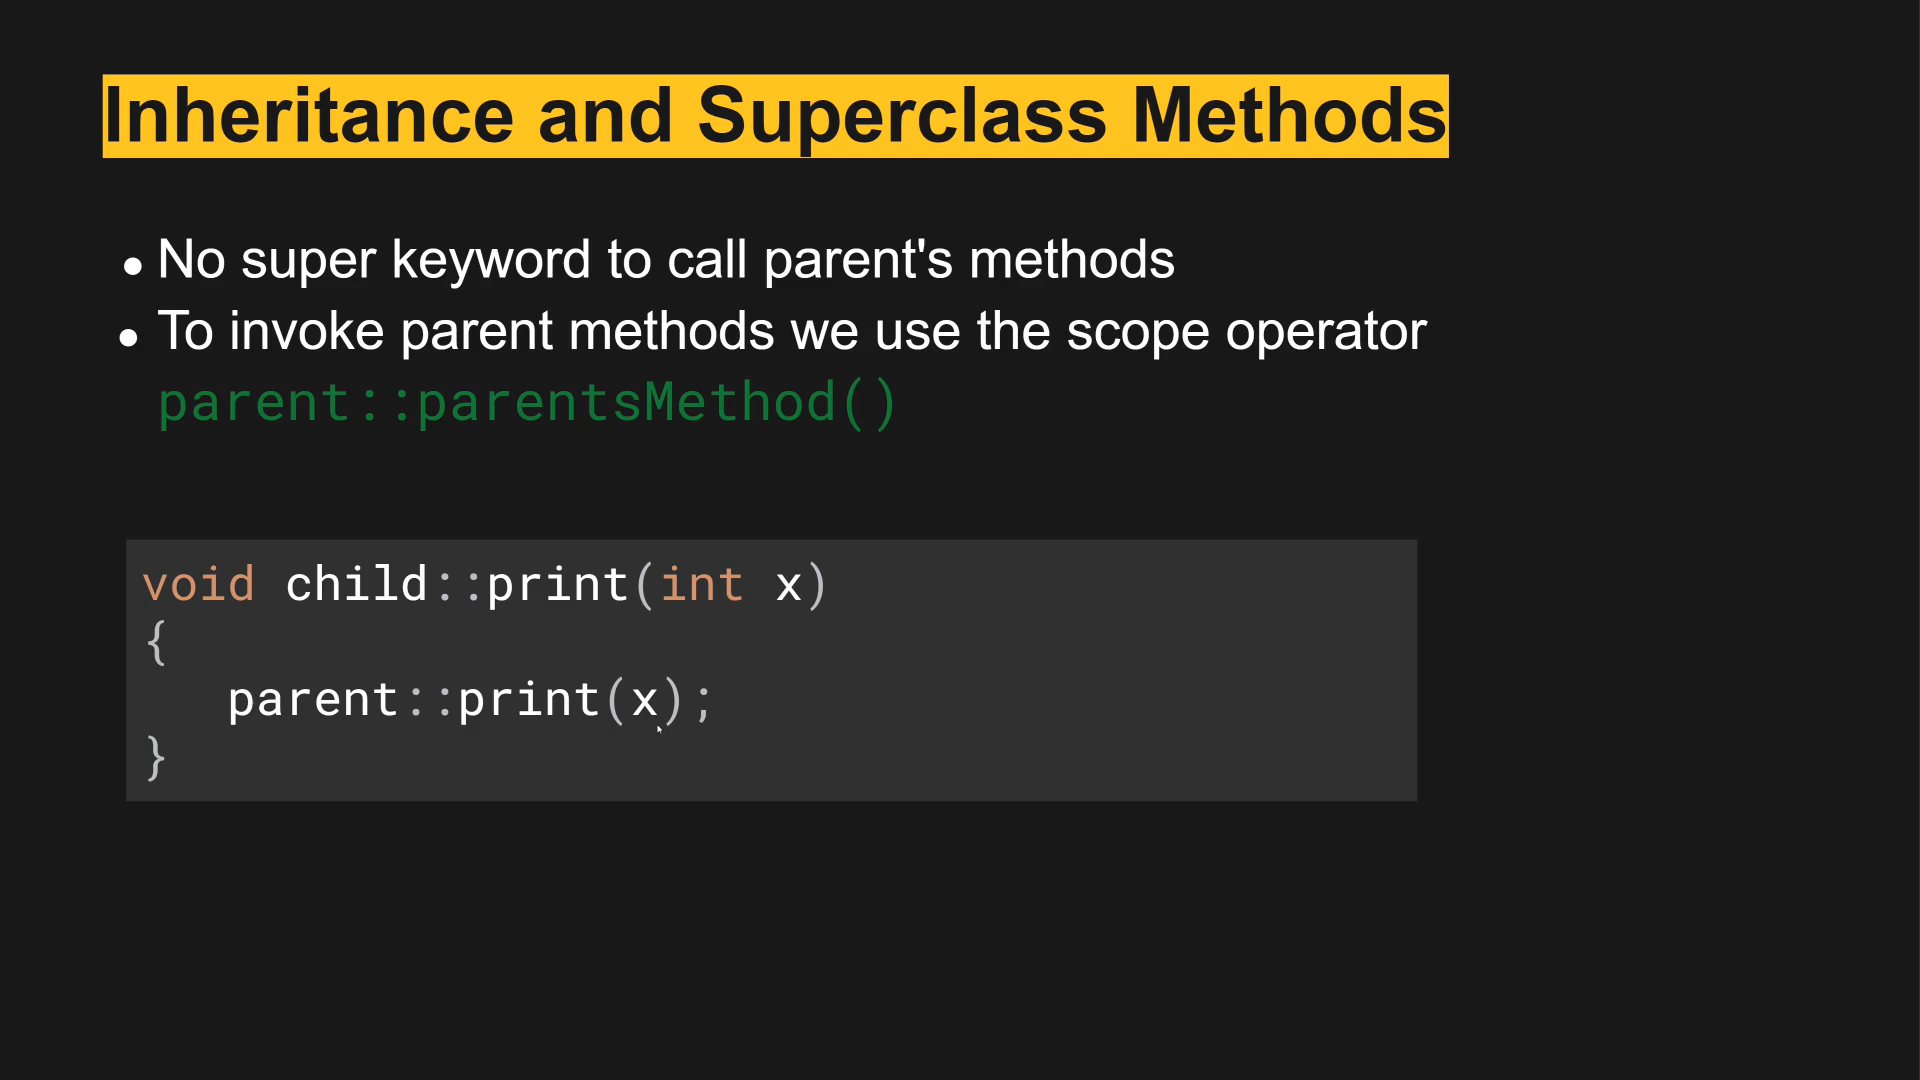 Inheritance and Superclass Methods
● No super keyword to call parent's methods
● To invoke parent methods we use the scope operator
parent::parentsMethod()
void child::print(int x)
{
   parent::print(x);
}